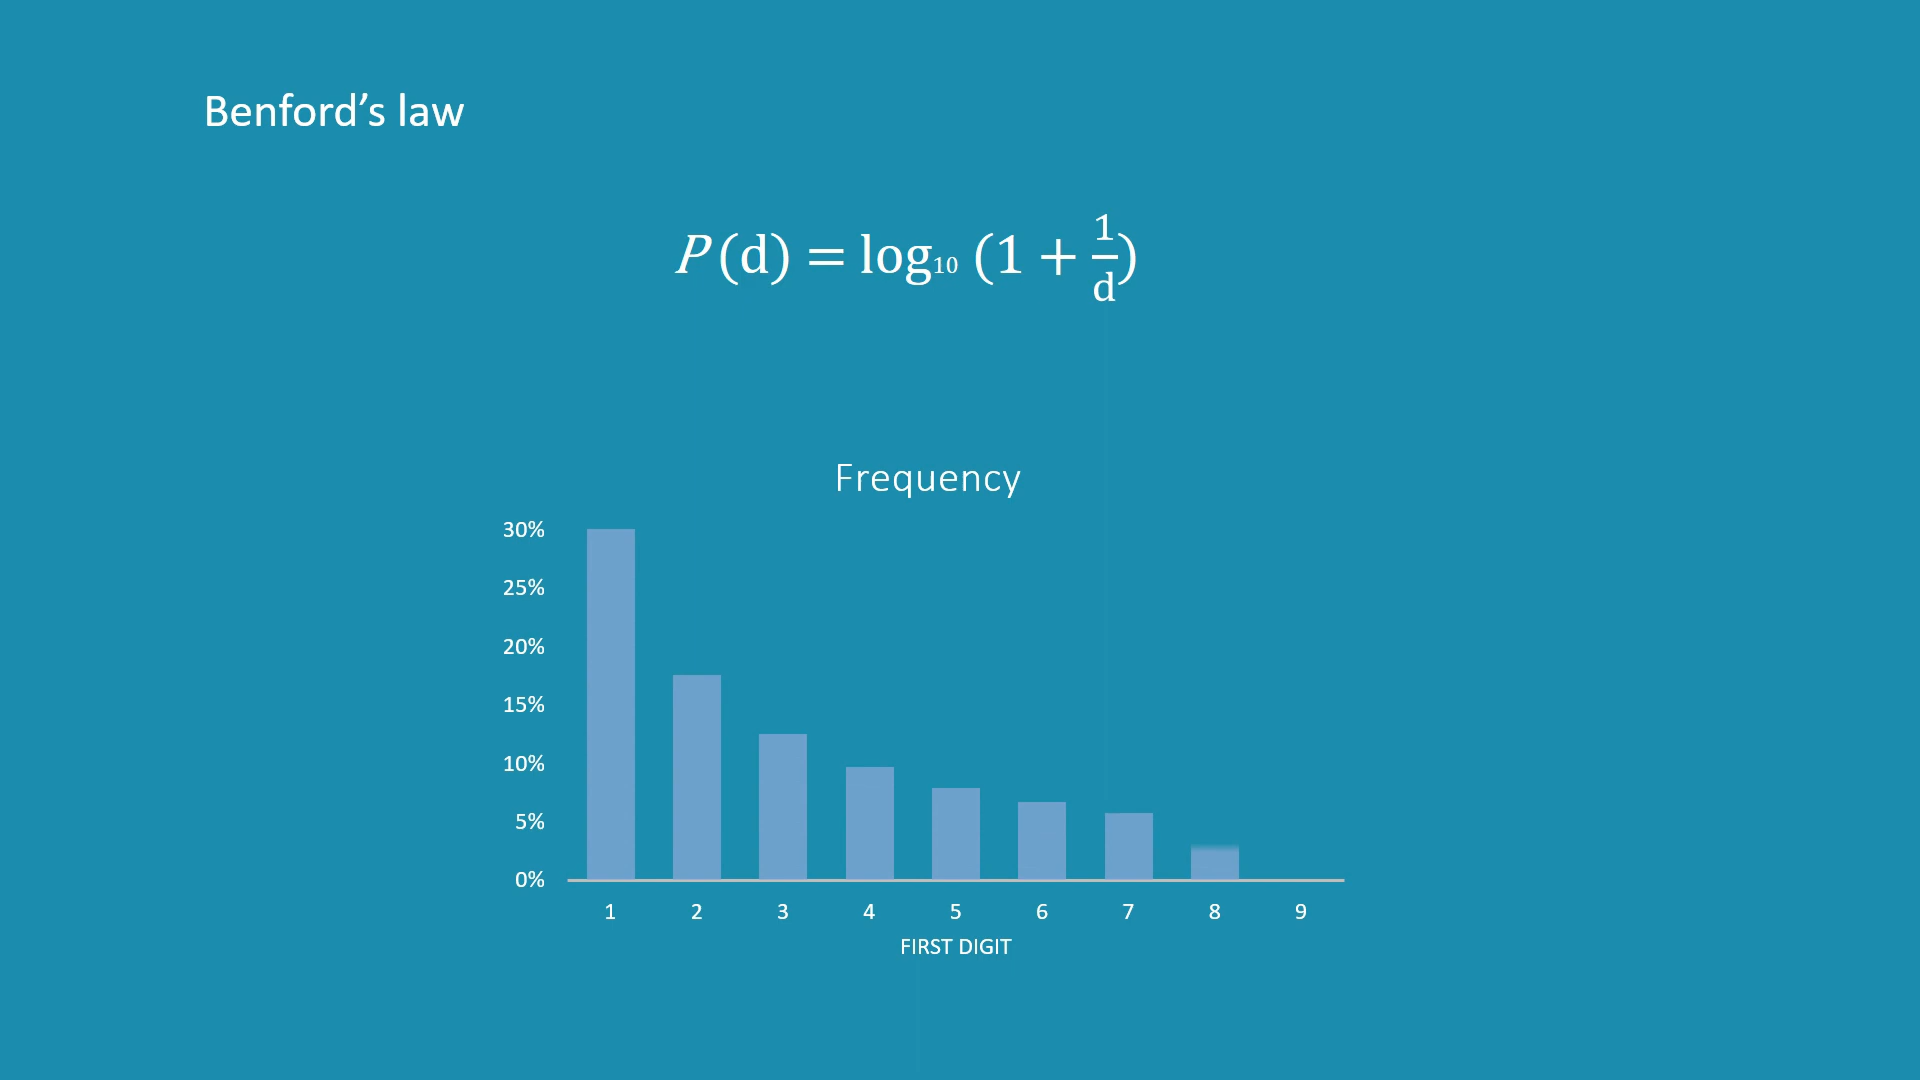 Benford’s law
P(d) = log₁₀ (1 + 1/d)
Frequency
30%
25%
20%
15%
10%
5%
0%
1 2 3 4 5 6 7 8 9
FIRST DIGIT